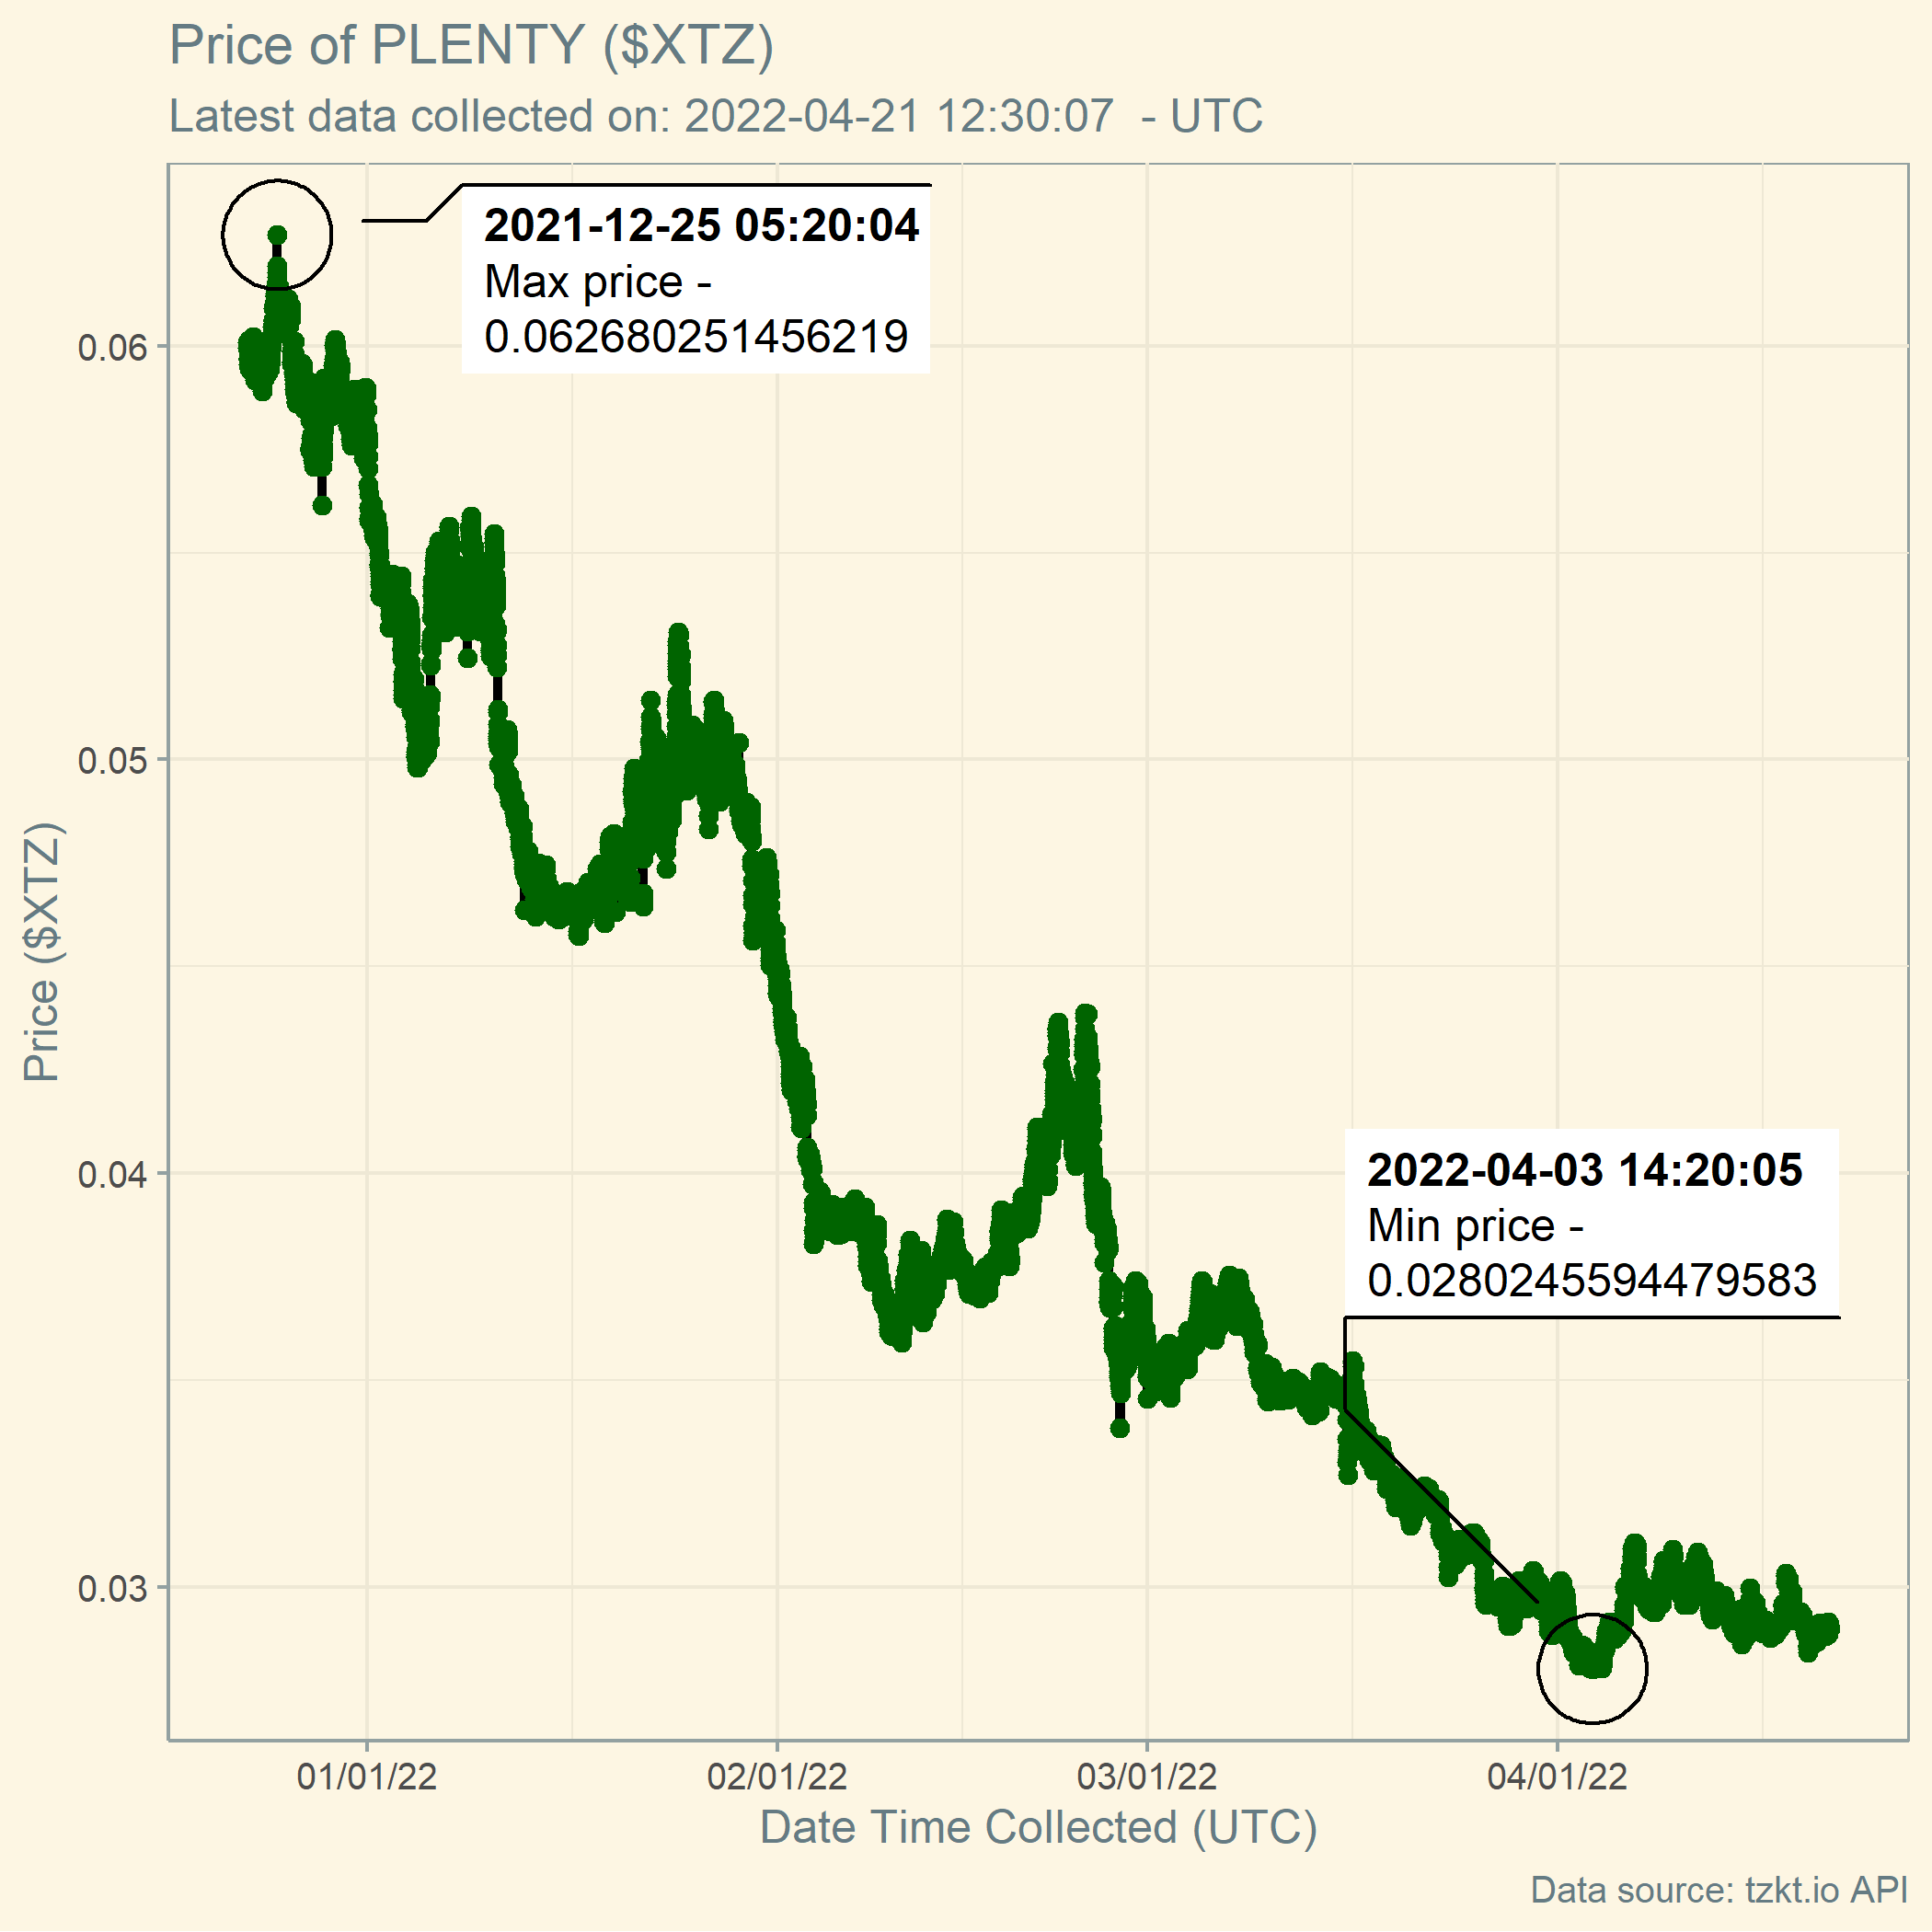 Price of PLENTY ($XTZ)
Latest data collected on: 2022-04-21 12:30:07  - UTC
2021-12-25 05:20:04
Max price -
0.062680251456219
0.06
0.05
Price ($XTZ)
0.04
2022-04-03 14:20:05
Min price -
0.0280245594479583
0.03
01/01/22 02/01/22 03/01/22 04/01/22
Date Time Collected (UTC)
Data source: tzkt.io API